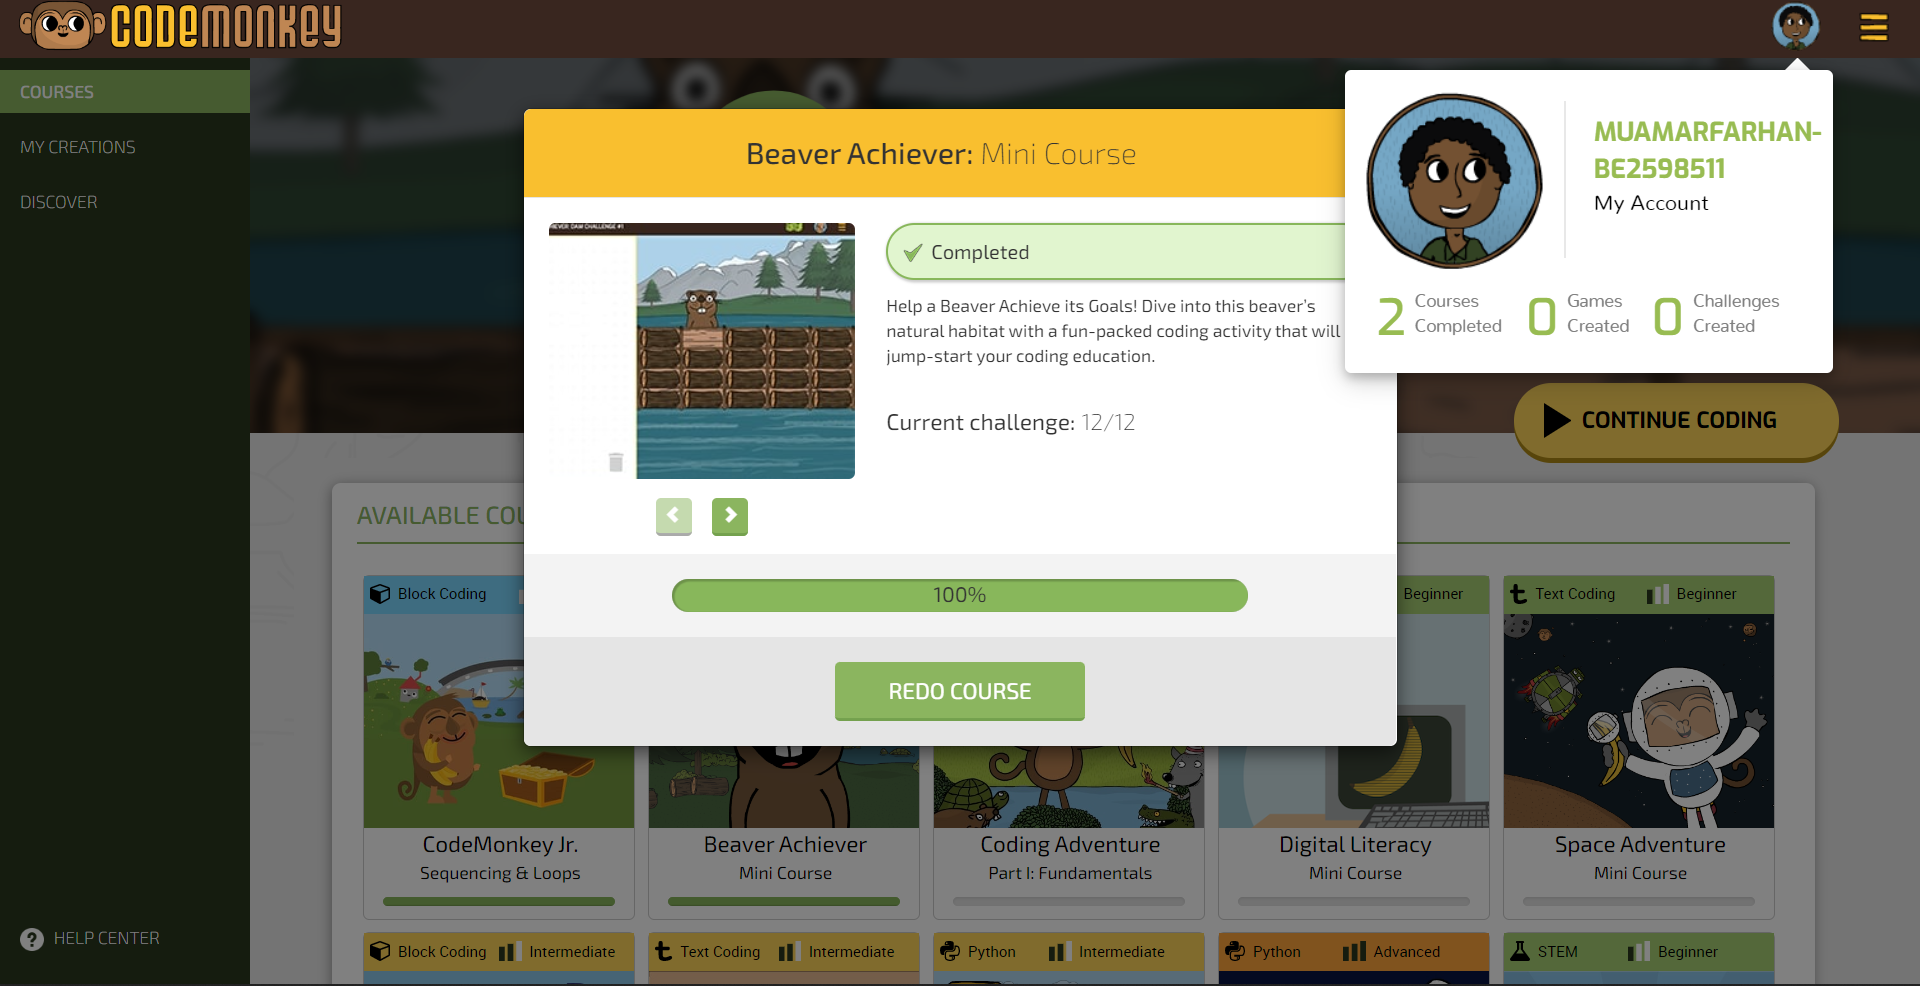 CODEMONKEY
COURSES
MY CREATIONS
DISCOVER
HELP CENTER
MUAMARFARHAN-
BE2598511
My Account
2 Courses Completed
0 Games Created
0 Challenges Created
Beaver Achiever: Mini Course
DAM CHALLENGE #1
Completed
Help a Beaver Achieve its Goals! Dive into this beaver's
natural habitat with a fun-packed coding activity that will
jump-start your coding education.
Current challenge: 12/12
100%
REDO COURSE
CONTINUE CODING
AVAILABLE
Block Coding
Beginner
Text Coding Beginner
CodeMonkey Jr.
Sequencing & Loops
Beaver Achiever
Mini Course
Coding Adventure
Part I: Fundamentals
Digital Literacy
Mini Course
Space Adventure
Mini Course
Block Coding Intermediate
Text Coding Intermediate
Python Intermediate
Python Advanced
STEM Beginner